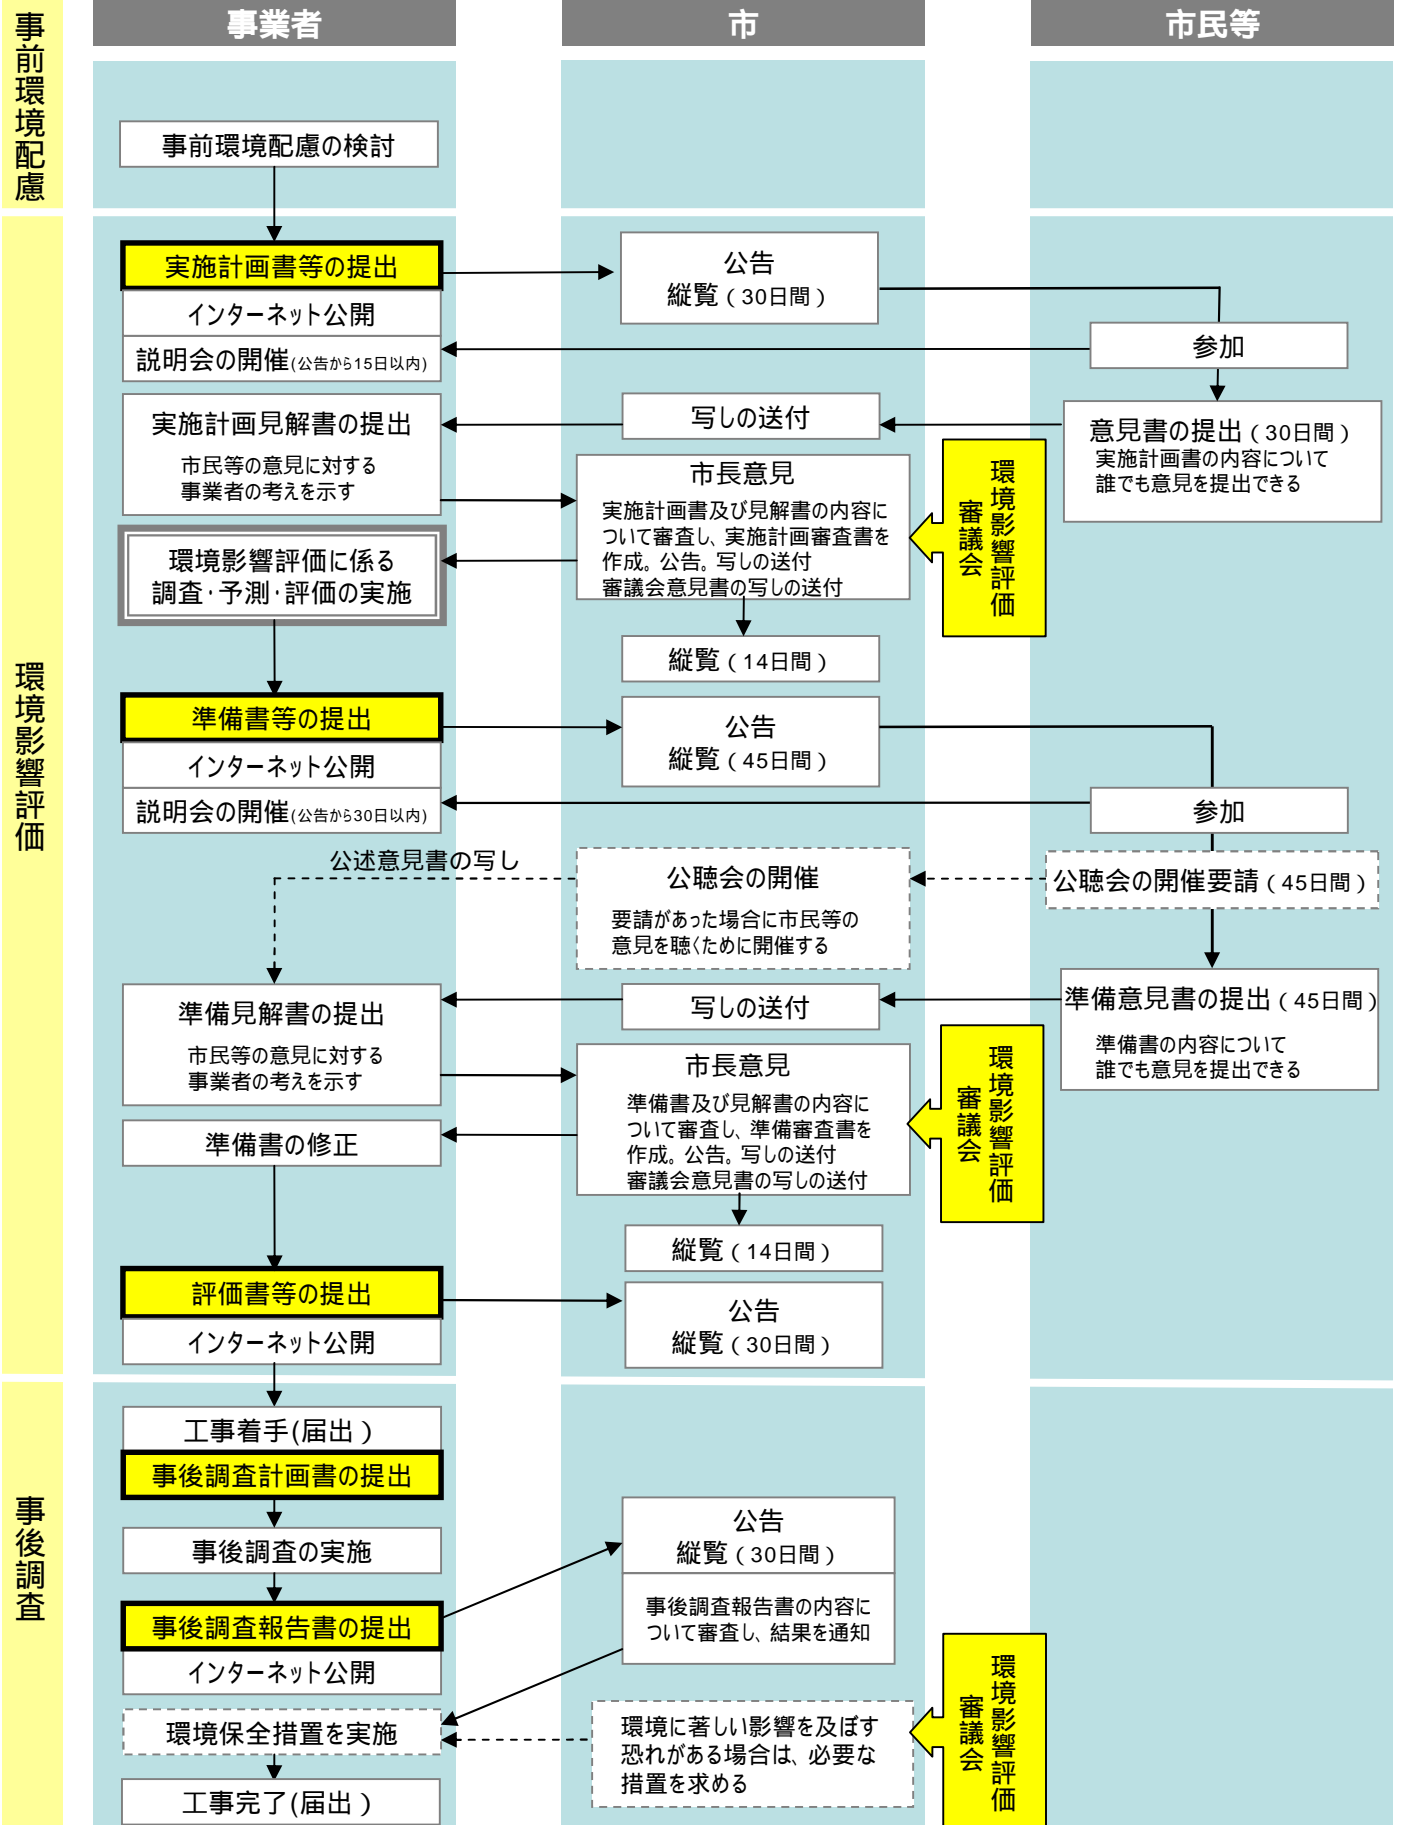 事業者
市
市民等
事前環境配慮
事前環境配慮の検討
環境影響評価
実施計画書等の提出
インターネット公開
説明会の開催(公告から15日以内)
公告
縦覧(30日間)
参加
意見書の提出(30日間)
実施計画書の内容について
誰でも意見を提出できる
写しの送付
実施計画見解書の提出
市民等の意見に対する
事業者の考えを示す
市長意見
実施計画書及び見解書の内容に
ついて審査し、実施計画審査書を
作成。公告。写しの送付
審議会意見書の写しの送付
環境影響評価
審議会
環境影響評価に係る
調査・予測・評価の実施
縦覧(14日間)
準備書等の提出
インターネット公開
説明会の開催(公告から30日以内)
公告
縦覧(45日間)
参加
公聴会の開催要請(45日間)
公聴会の開催
要請があった場合に市民等の
意見を聴くために開催する
公述意見書の写し
準備意見書の提出(45日間)
準備書の内容について
誰でも意見を提出できる
写しの送付
準備見解書の提出
市民等の意見に対する
事業者の考えを示す
市長意見
準備書及び見解書の内容に
ついて審査し、準備審査書を
作成。公告。写しの送付
審議会意見書の写しの送付
環境影響評価
審議会
準備書の修正
縦覧(14日間)
評価書等の提出
インターネット公開
公告
縦覧(30日間)
事後調査
工事着手(届出)
事後調査計画書の提出
事後調査の実施
事後調査報告書の提出
インターネット公開
公告
縦覧(30日間)
事後調査報告書の内容に
ついて審査し、結果を通知
環境保全措置を実施
環境に著しい影響を及ぼす
恐れがある場合は、必要な
措置を求める
環境影響評価
審議会
工事完了(届出)